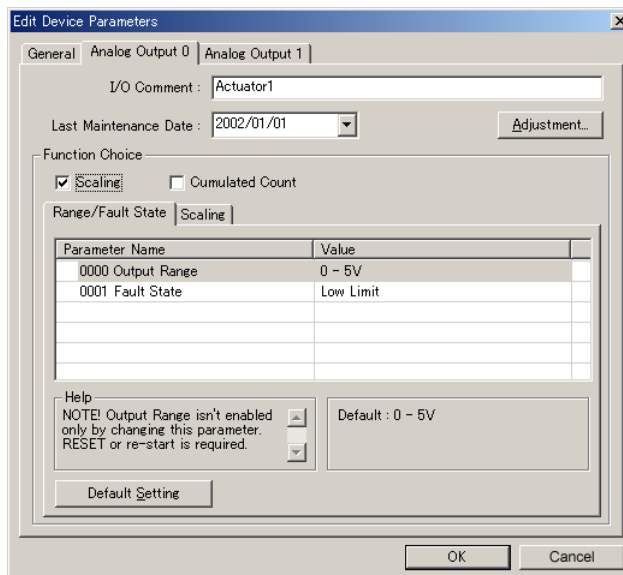 Edit Device Parameters
General Analog Output 0 Analog Output 1
I/O Comment : Actuator1
Last Maintenance Date : 2002/01/01 Adjustment...
Function Choice
Scaling Cumulated Count
Range/Fault State Scaling
Parameter Name Value
0000 Output Range 0 - 5V
0001 Fault State Low Limit
Help
NOTE! Output Range isn't enabled
only by changing this parameter.
RESET or re-start is required.
Default : 0 - 5V
Default Setting
OK Cancel